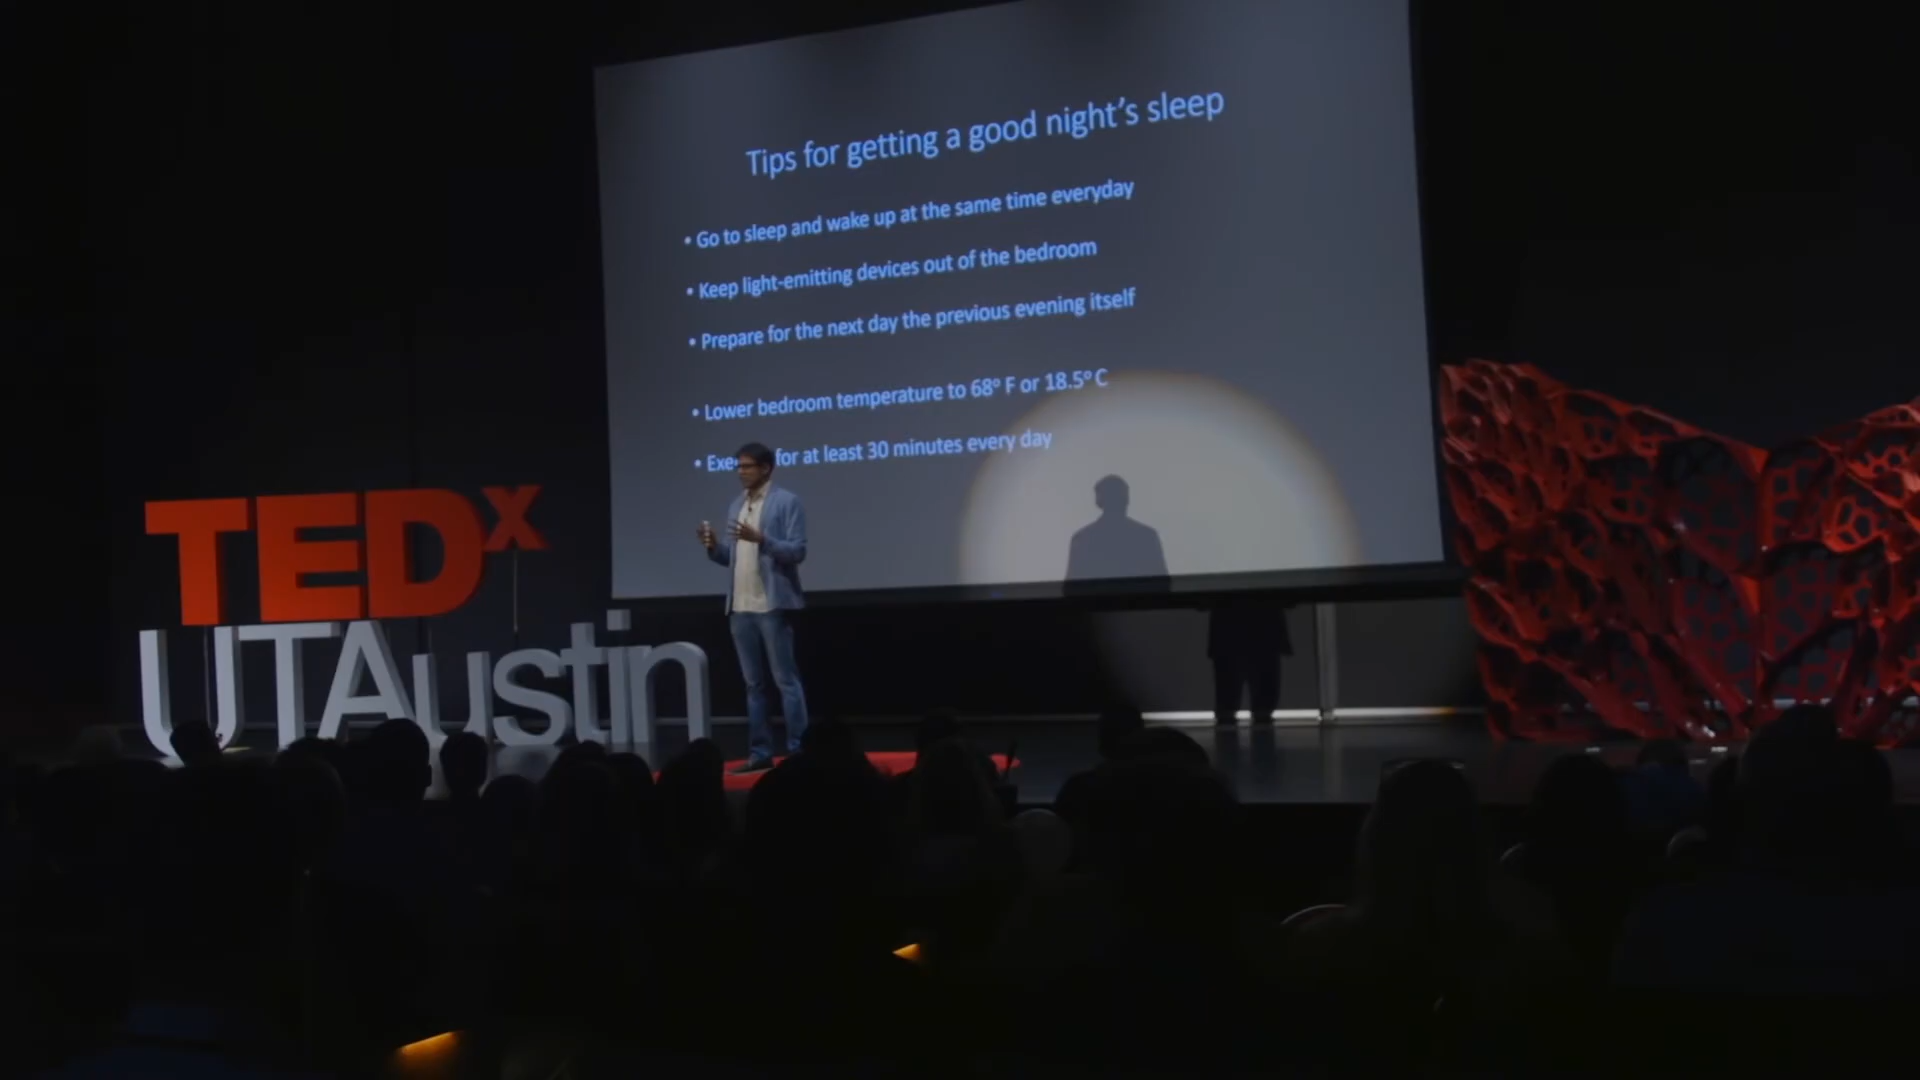 Tips for getting a good night's sleep
• Go to sleep and wake up at the same time everyday
• Keep light-emitting devices out of the bedroom
• Prepare for the next day the previous evening itself
• Lower bedroom temperature to 68° F or 18.5° C
• for at least 30 minutes every day
TEDx
UTAustin